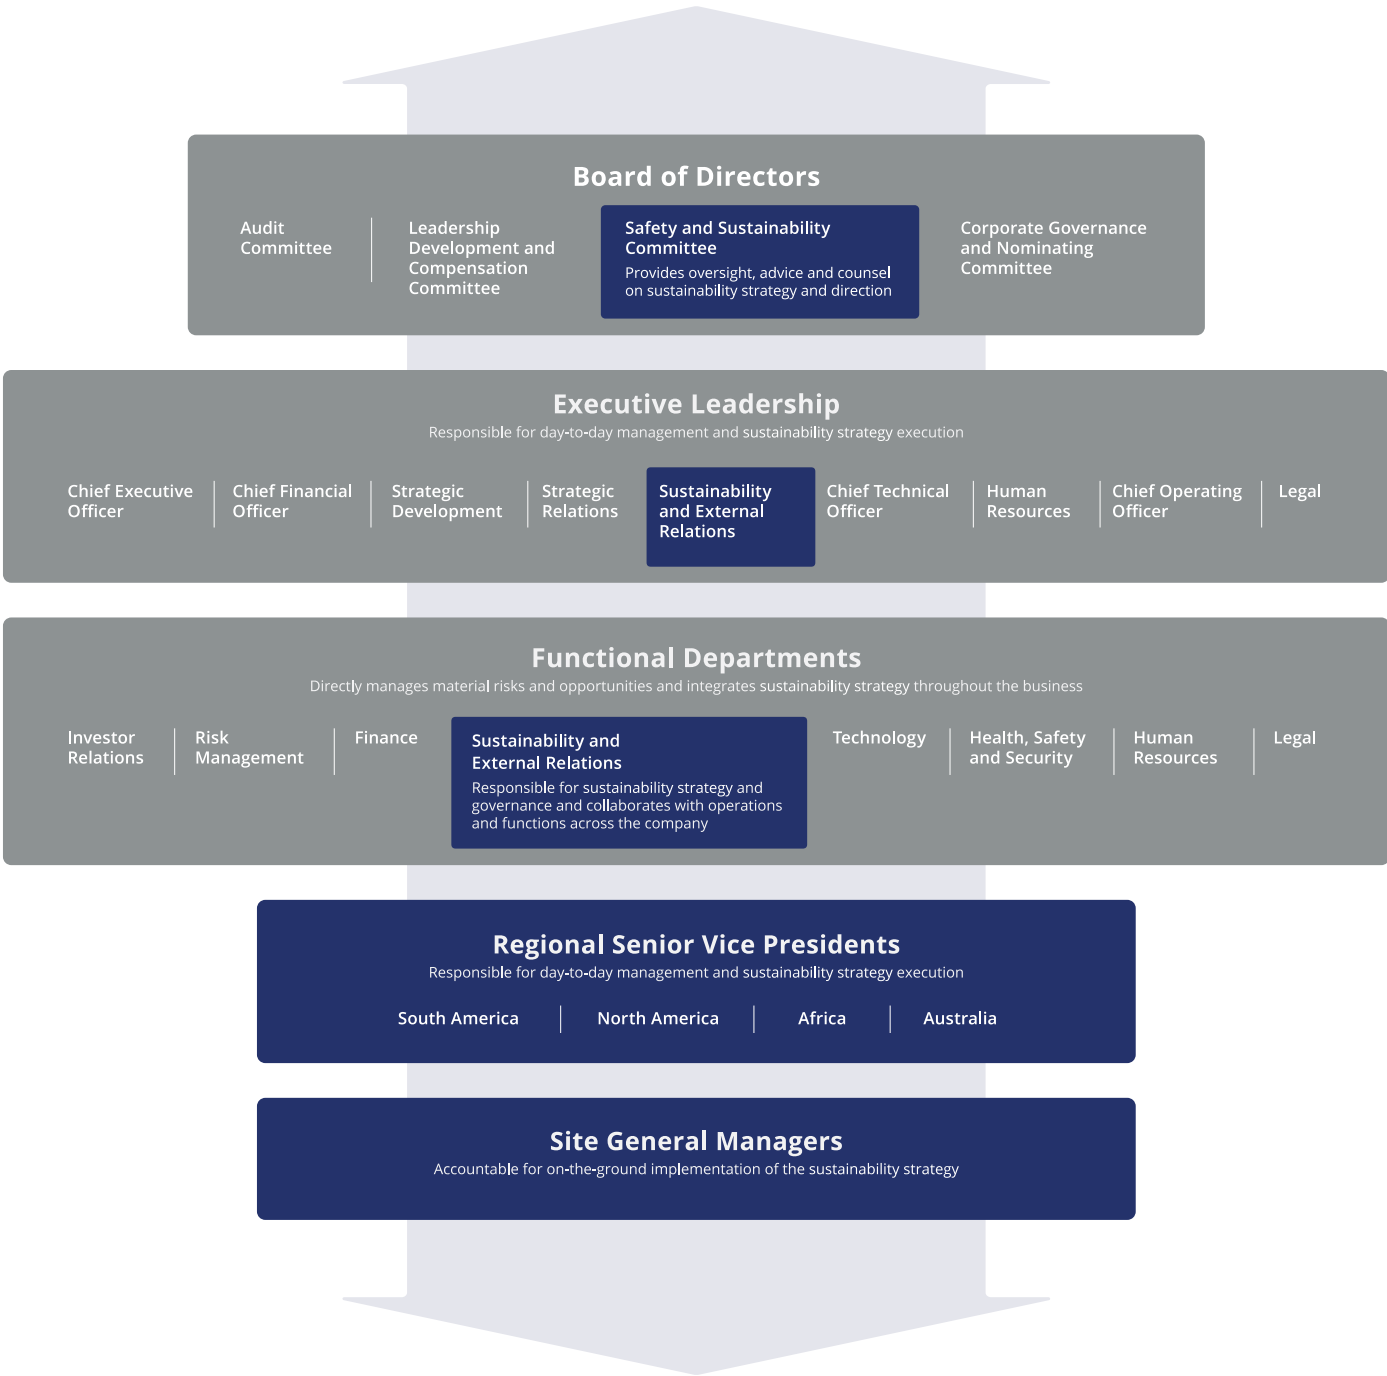 Board of Directors
Audit
Committee
Leadership
Development and
Compensation
Committee
Safety and Sustainability
Committee
Provides oversight, advice and counsel
on sustainability strategy and direction
Corporate Governance
and Nominating
Committee
Executive Leadership
Responsible for day-to-day management and sustainability strategy execution
Chief Executive
Officer
Chief Financial
Officer
Strategic
Development
Strategic
Relations
Sustainability
and External
Relations
Chief Technical
Officer
Human
Resources
Chief Operating
Officer
Legal
Functional Departments
Directly manages material risks and opportunities and integrates sustainability strategy throughout the business
Investor
Relations
Risk
Management
Finance
Sustainability and
External Relations
Responsible for sustainability strategy and
governance and collaborates with operations
and functions across the company
Technology
Health, Safety
and Security
Human
Resources
Legal
Regional Senior Vice Presidents
Responsible for day-to-day management and sustainability strategy execution
South America
North America
Africa
Australia
Site General Managers
Accountable for on-the-ground implementation of the sustainability strategy